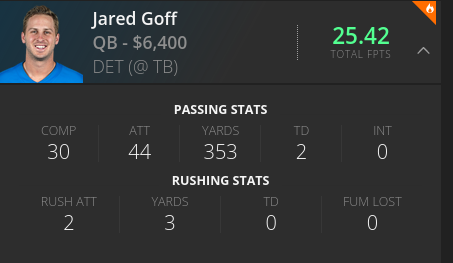 Jared Goff
QB - $6,400
DET (@ TB)
25.42
TOTAL FPTS
PASSING STATS
COMP ATT YARDS TD INT
30 44 353 2 0
RUSHING STATS
RUSH ATT YARDS TD FUM LOST
2 3 0 0